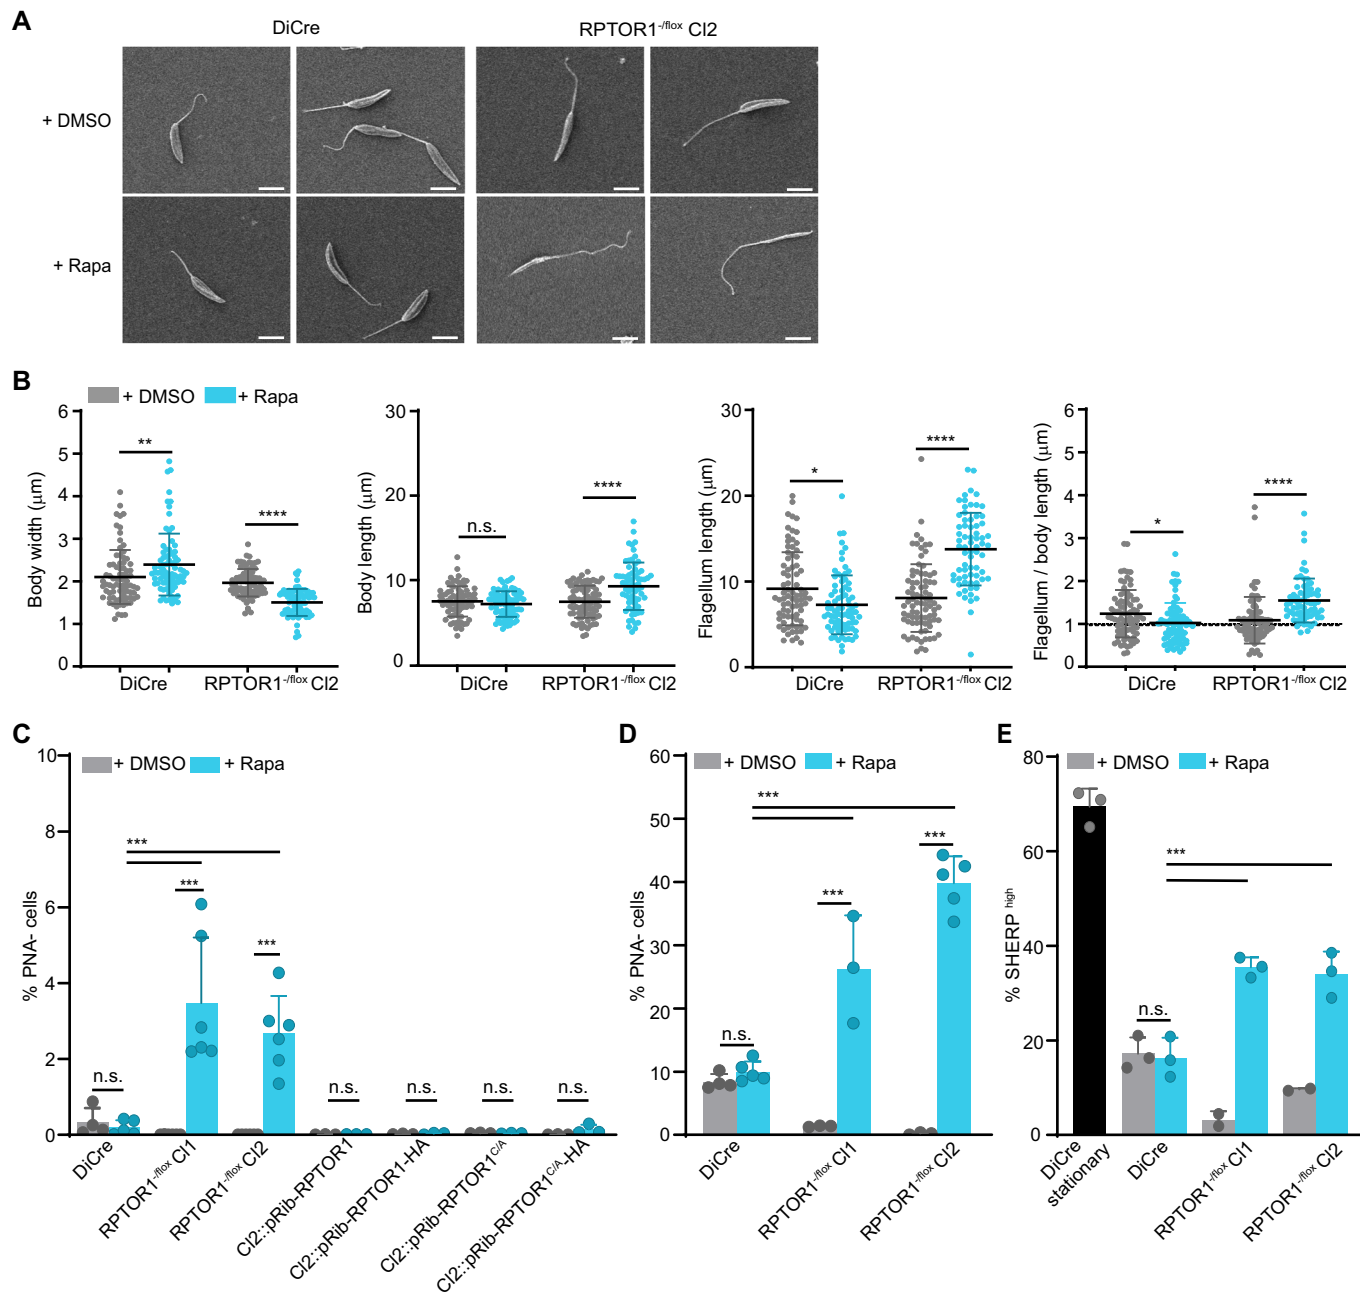 A
DiCre
RPTOR1-/flox Cl2
+ DMSO
+ Rapa
B
+ DMSO
+ Rapa
Body width (μm)
6
5
4
3
2
1
0
**
****
DiCre
RPTOR1-/flox Cl2
Body length (μm)
30
20
10
0
n.s.
****
DiCre
RPTOR1-/flox Cl2
Flagellum length (μm)
30
20
10
0
*
****
DiCre
RPTOR1-/flox Cl2
Flagellum / body length (μm)
6
5
4
3
2
1
0
*
****
DiCre
RPTOR1-/flox Cl2
C
+ DMSO
+ Rapa
% PNA- cells
10
8
6
4
2
0
n.s.
***
***
***
n.s.
n.s.
n.s.
n.s.
DiCre
RPTOR1-/flox Cl1
RPTOR1-/flox Cl2
Cl2::pRib-RPTOR1
Cl2::pRib-RPTOR1-HA
Cl2::pRib-RPTOR1C/A
Cl2::pRib-RPTOR1C/A-HA
D
+ DMSO
+ Rapa
% PNA- cells
60
50
40
30
20
10
0
***
n.s.
***
***
DiCre
RPTOR1-/flox Cl1
RPTOR1-/flox Cl2
E
+ DMSO
+ Rapa
% SHERP high
80
60
40
20
0
n.s.
***
DiCre
stationary
DiCre
RPTOR1-/flox Cl1
RPTOR1-/flox Cl2